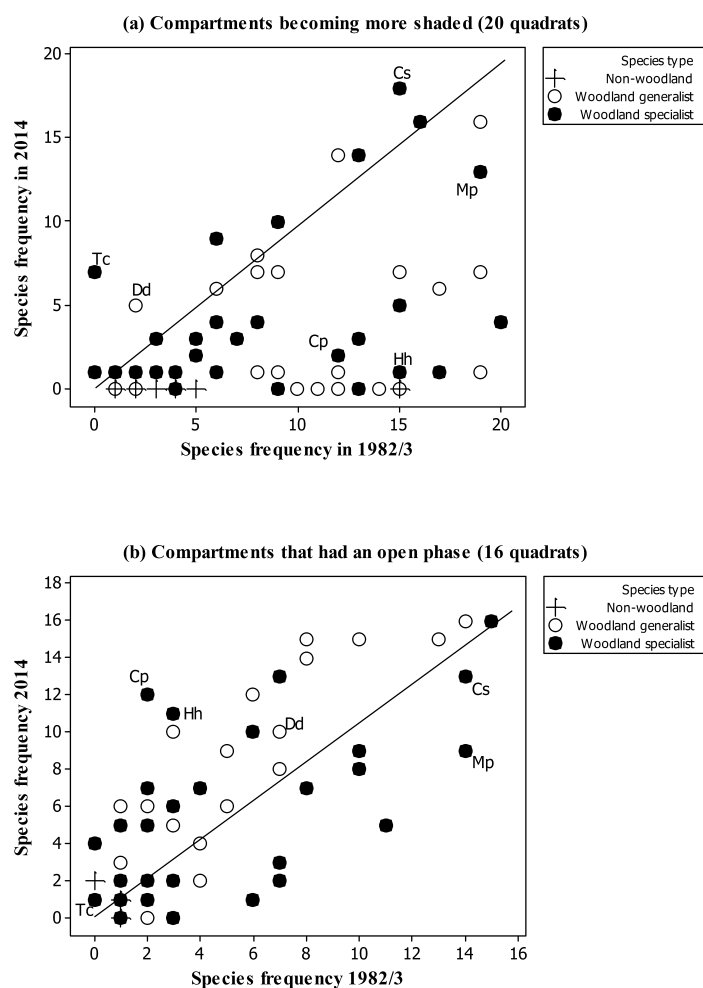 (a) Compartments becoming more shaded (20 quadrats)
Species type
Non-woodland
Woodland generalist
Woodland specialist
Species frequency in 2014
20
15
10
5
0
Cs
Mp
Tc
Dd
Cp
Hh
0 5 10 15 20
Species frequency in 1982/3
(b) Compartments that had an open phase (16 quadrats)
Species type
Non-woodland
Woodland generalist
Woodland specialist
Species frequency 2014
18
16
14
12
10
8
6
4
2
0
Cp
Hh
Dd
Cs
Mp
Tc
0 2 4 6 8 10 12 14 16
Species frequency 1982/3